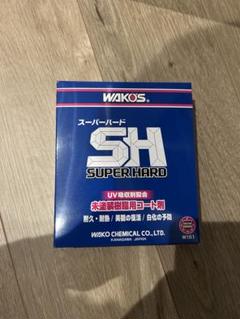 WAKO'S®
スーパーハード
SH
SUPER HARD
UV吸収剤配合
未塗装樹脂用コート剤
耐久・耐熱/美観の復活/白化の予防
WAKO CHEMICAL CO.,LTD.
KANAGAWA JAPAN
W151